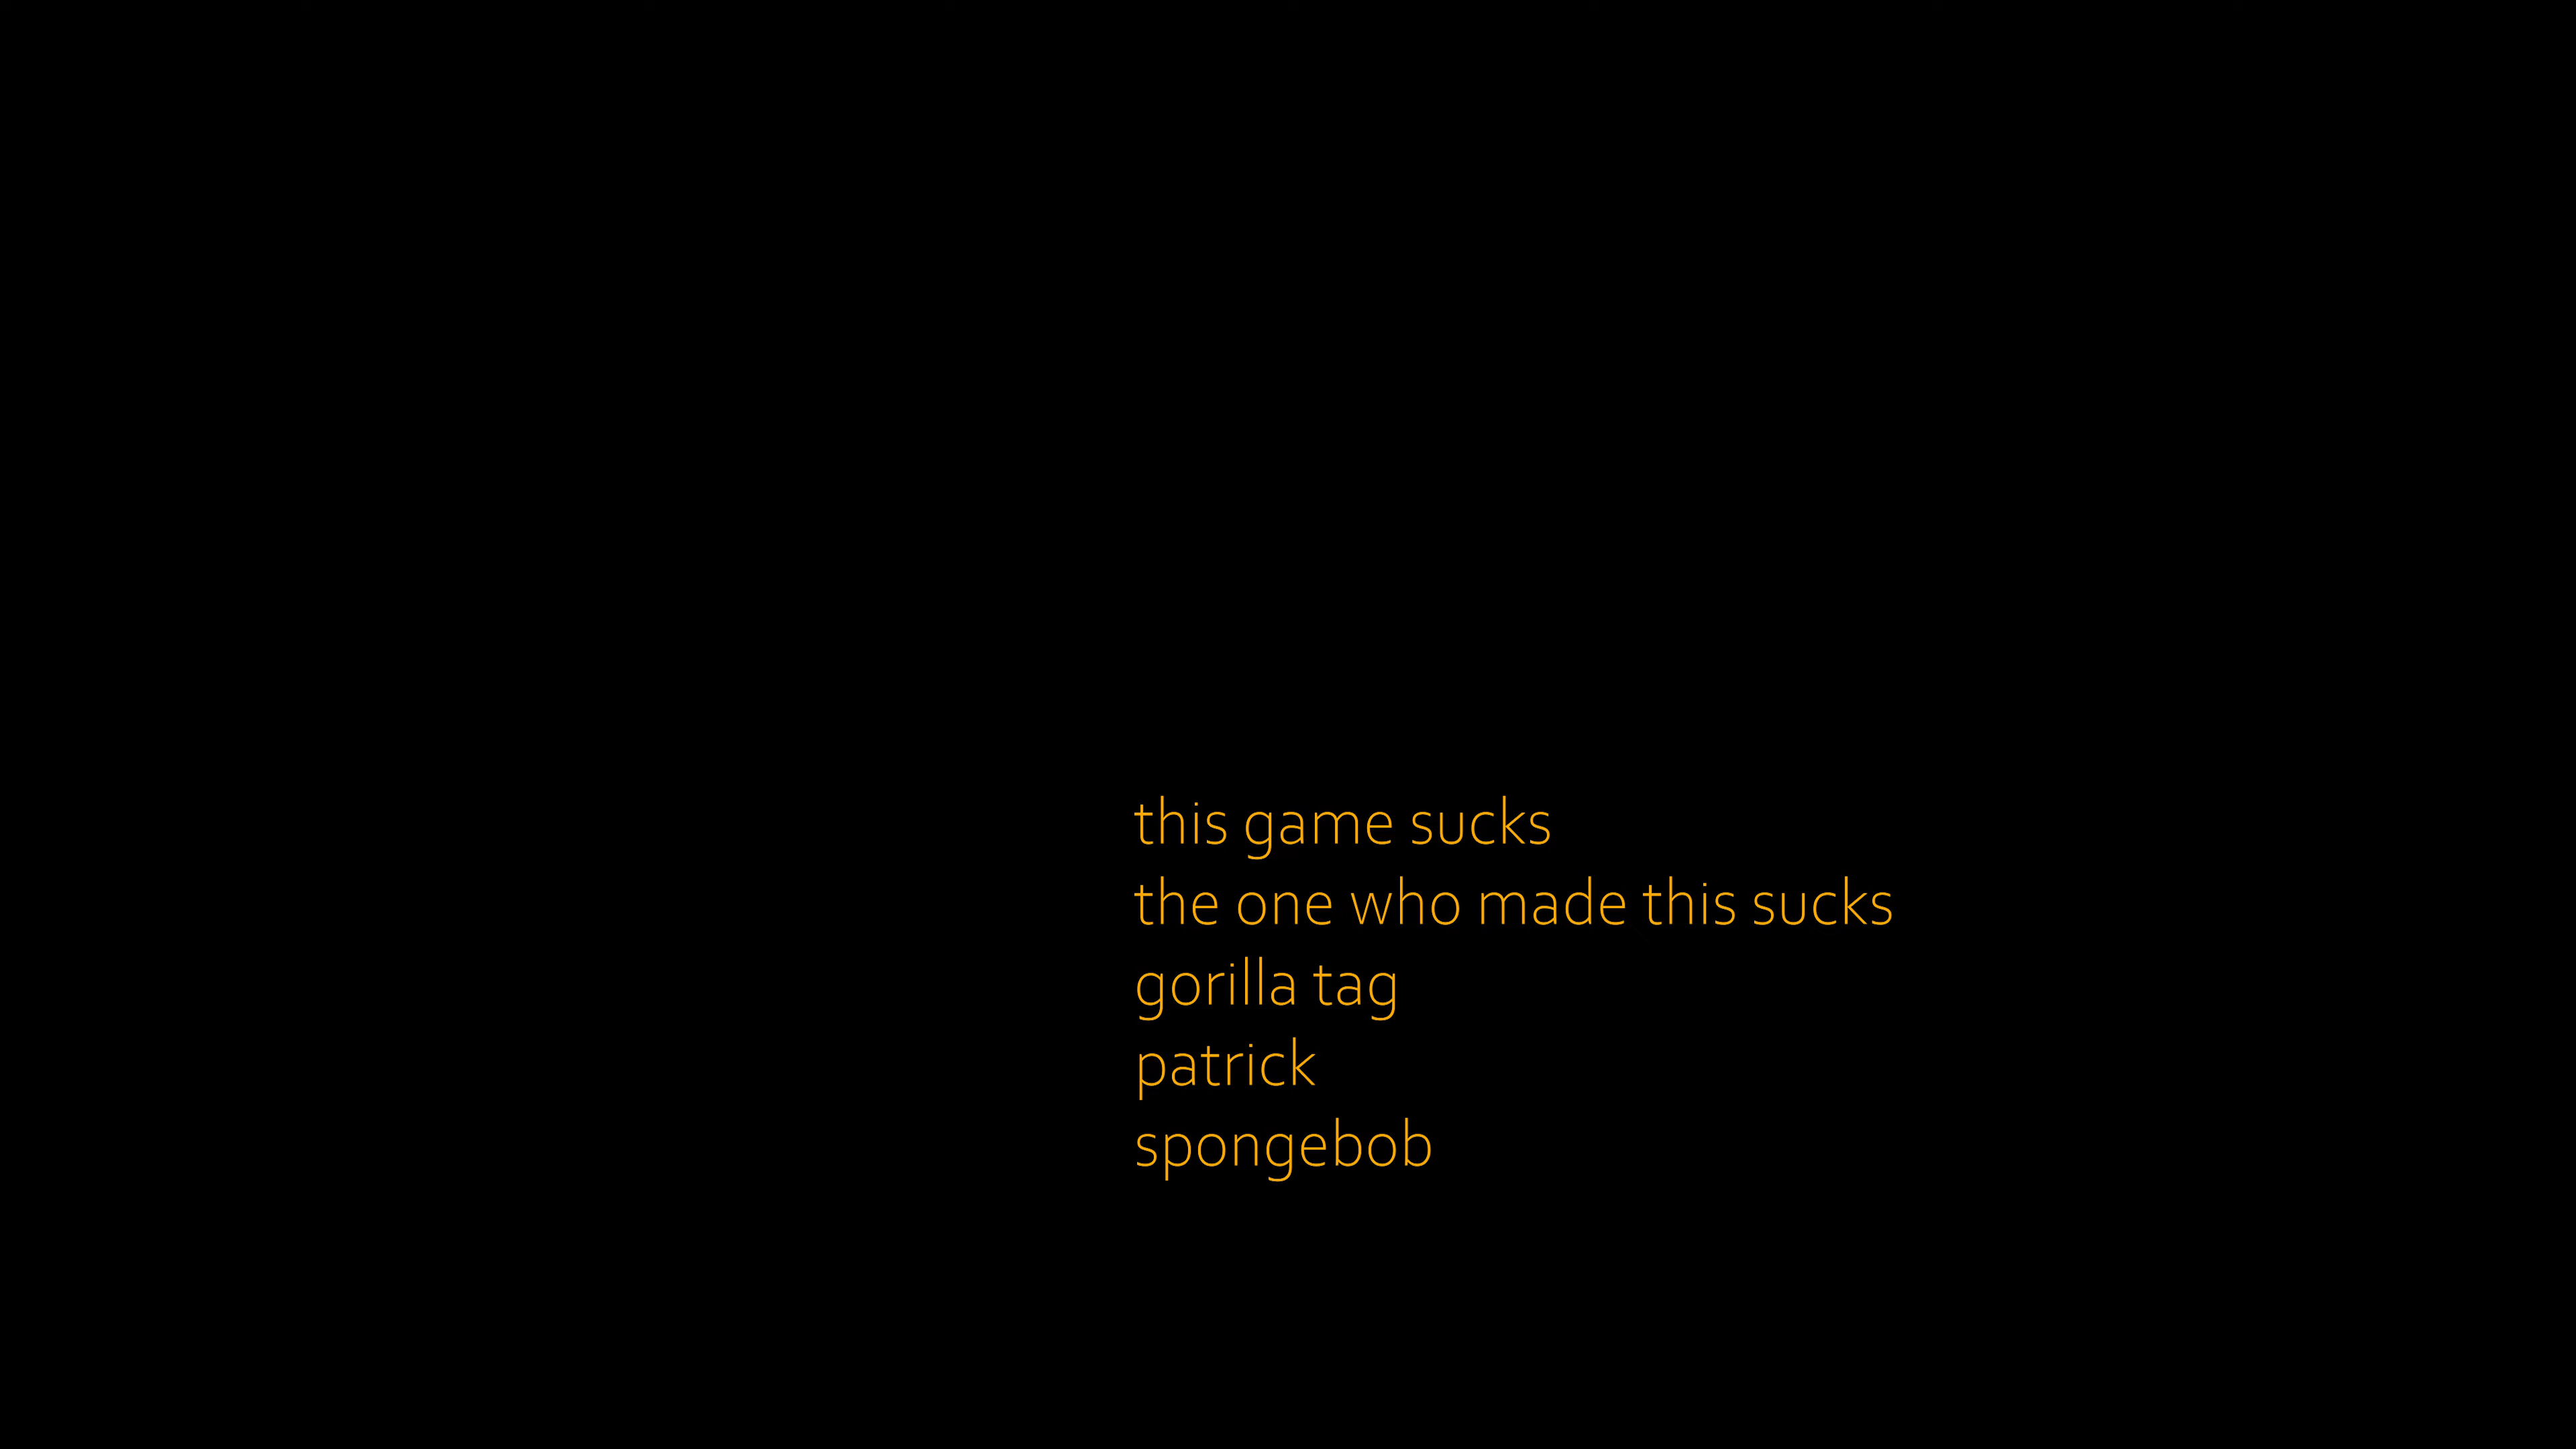 this game sucks
the one who made this sucks
gorilla tag
patrick
spongebob